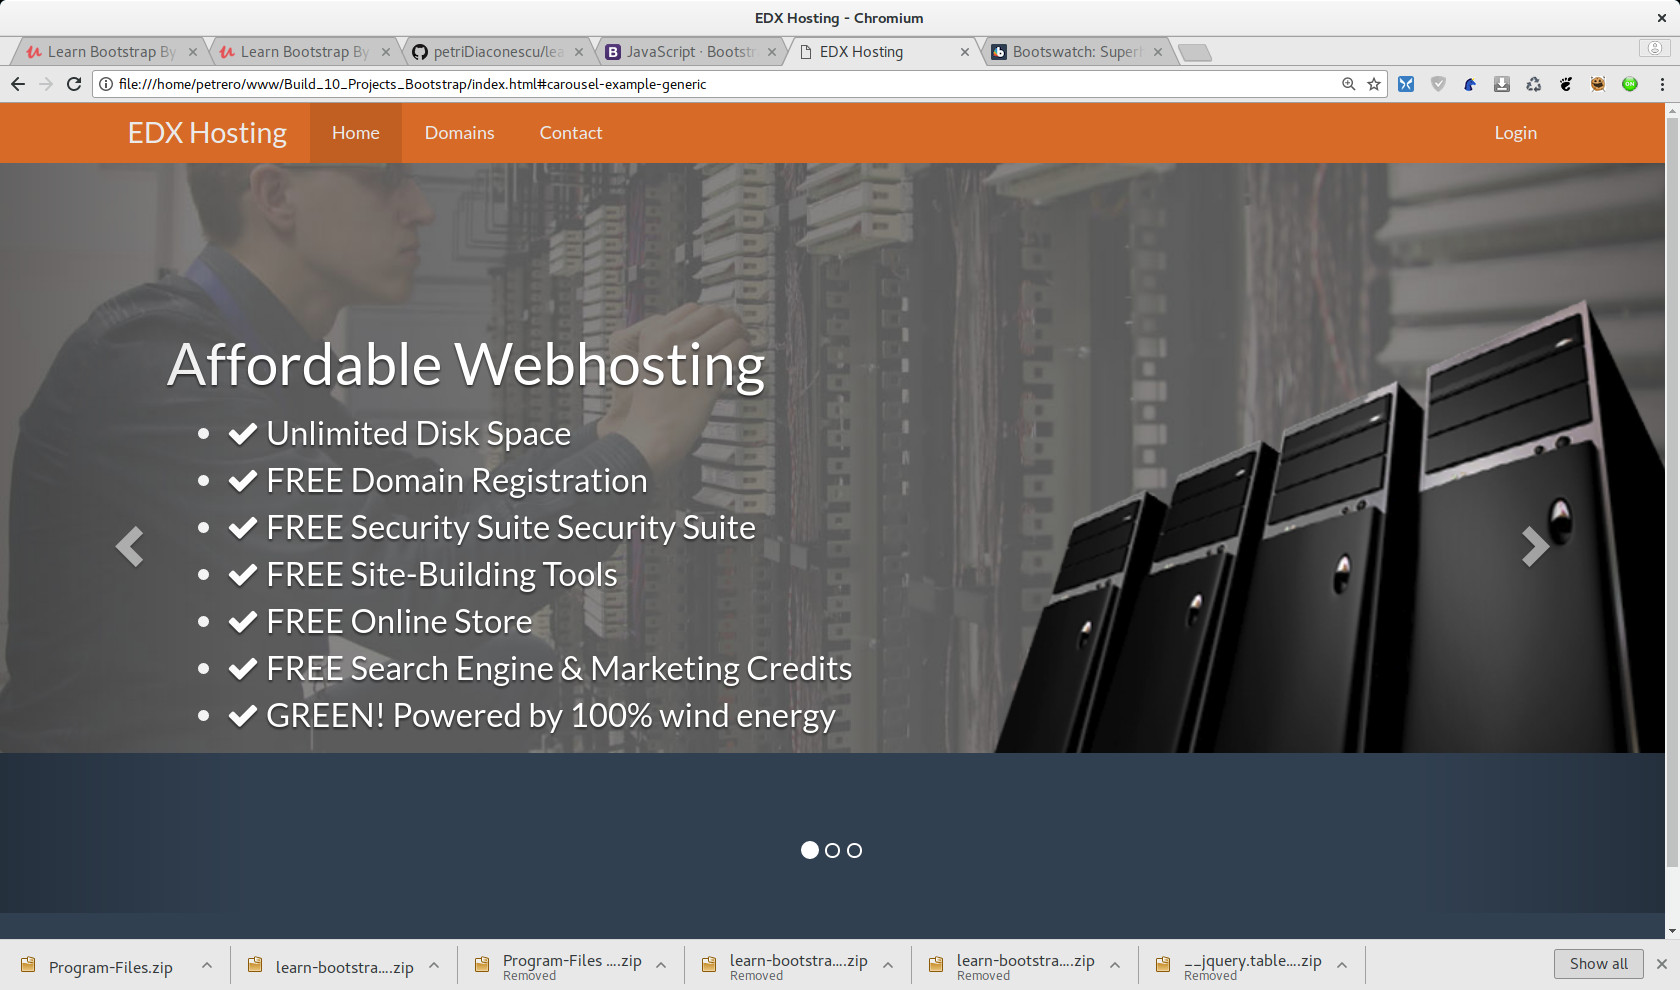 EDX Hosting - Chromium
Learn Bootstrap By
Learn Bootstrap By
petriDiaconescu/lea
JavaScript · Bootstr
EDX Hosting
Bootswatch: Superh
file:///home/petrero/www/Build_10_Projects_Bootstrap/index.html#carousel-example-generic
EDX Hosting
Home
Domains
Contact
Login
Affordable Webhosting
Unlimited Disk Space
FREE Domain Registration
FREE Security Suite Security Suite
FREE Site-Building Tools
FREE Online Store
FREE Search Engine & Marketing Credits
GREEN! Powered by 100% wind energy
Program-Files.zip
learn-bootstra....zip
Program-Files ....zip
Removed
learn-bootstra....zip
Removed
learn-bootstra....zip
Removed
__jquery.table....zip
Removed
Show all